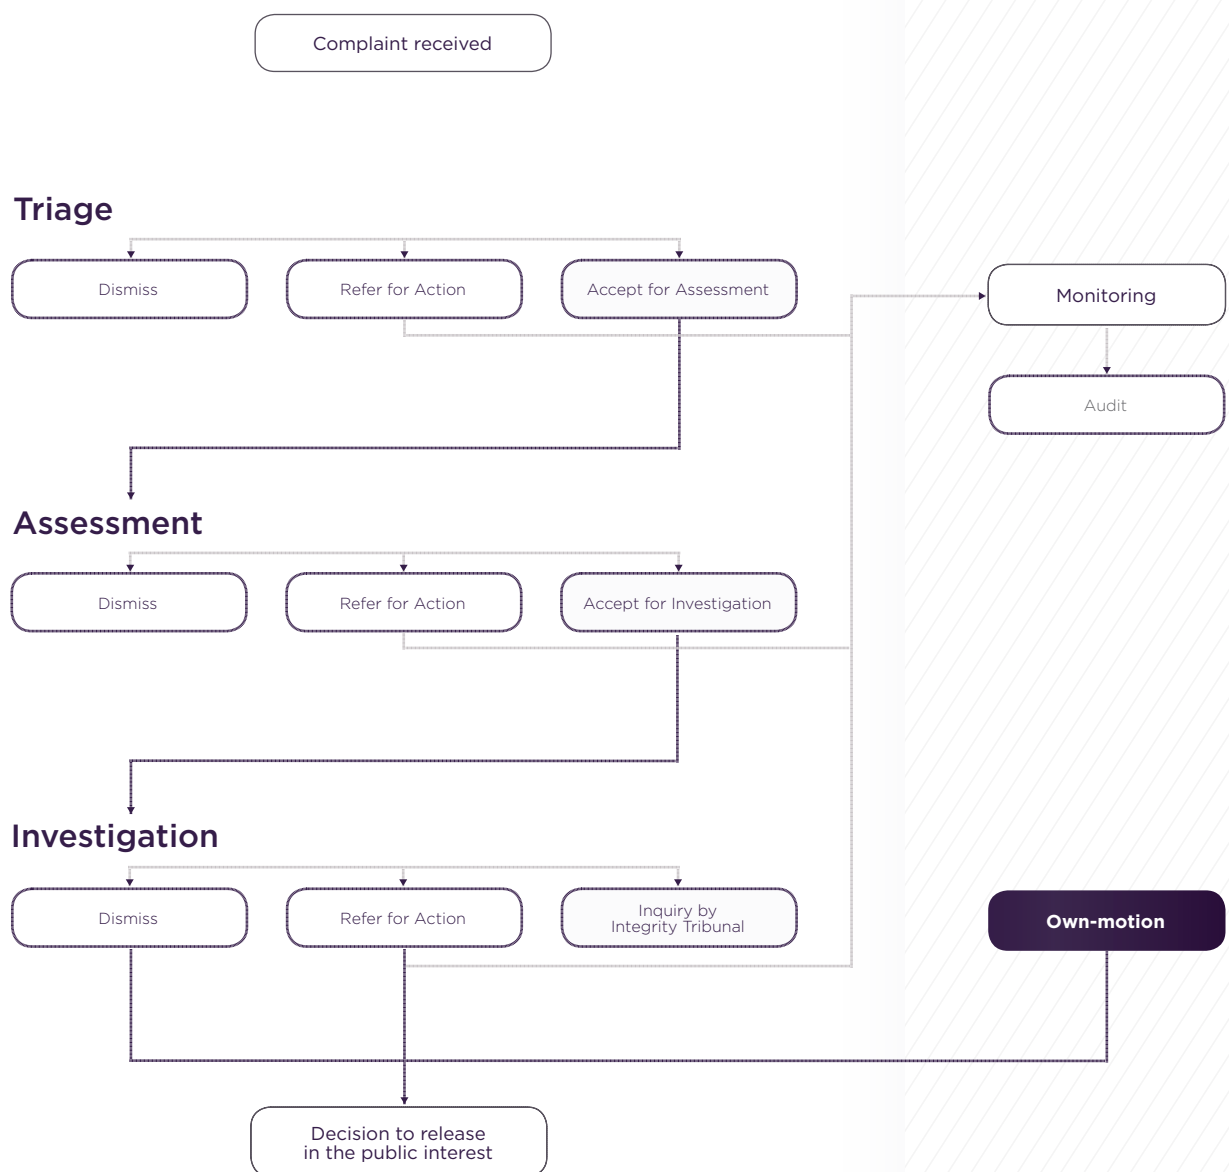 Complaint received
Triage
Dismiss
Refer for Action
Accept for Assessment
Monitoring
Audit
Assessment
Dismiss
Refer for Action
Accept for Investigation
Investigation
Dismiss
Refer for Action
Inquiry by
Integrity Tribunal
Own-motion
Decision to release
in the public interest